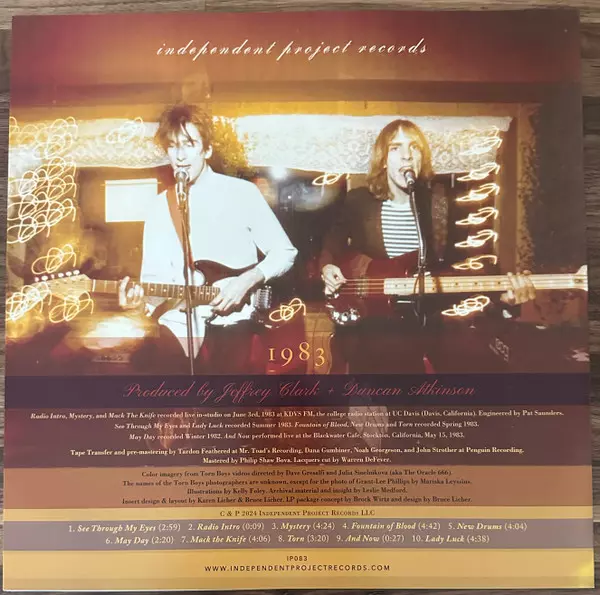 independent project records
1983
Produced by Jeffrey Clark + Duncan Atkinson
Radio Intro, Mystery, and Mack The Knife recorded live in-studio on June 3rd, 1983 at KDVS FM, the college radio station at UC Davis (Davis, California). Engineered by Pat Saunders.
See Through My Eyes and Lady Luck recorded Summer 1983. Fountain of Blood, New Drums and Torn recorded Spring 1983.
May Day recorded Winter 1982. And Now performed live at the Blackwater Cafe, Stockton, California, May 15, 1983.
Tape Transfer and pre-mastering by Tardon Feathered at Mr. Toad's Recording, Dana Gumbiner, Noah Georgeson, and John Strother at Penguin Recording.
Mastered by Philip Shaw Bova. Lacquers cut by Warren DeFever.
Color imagery from Torn Boys videos directed by Dave Gesualfi and Julia Sinelnikova (aka The Oracle 666).
The names of the Torn Boys photographers are unknown, except for the photo of Grant-Lee Phillips by Mariska Leyssius.
Illustrations by Kelly Foley. Archival material and insight by Leslie Medford.
Insert design & layout by Karen Licher & Bruce Licher. LP package concept by Brock Wirtz and design by Bruce Licher.
C & P 2024 Independent Project Records LLC
1. See Through My Eyes (2:59) 2. Radio Intro (0:09) 3. Mystery (4:24) 4. Fountain of Blood (4:42) 5. New Drums (4:04)
6. May Day (2:20) 7. Mack the Knife (4:06) 8. Torn (3:20) 9. And Now (0:27) 10. Lady Luck (4:38)
IP083
www.independentprojectrecords.com